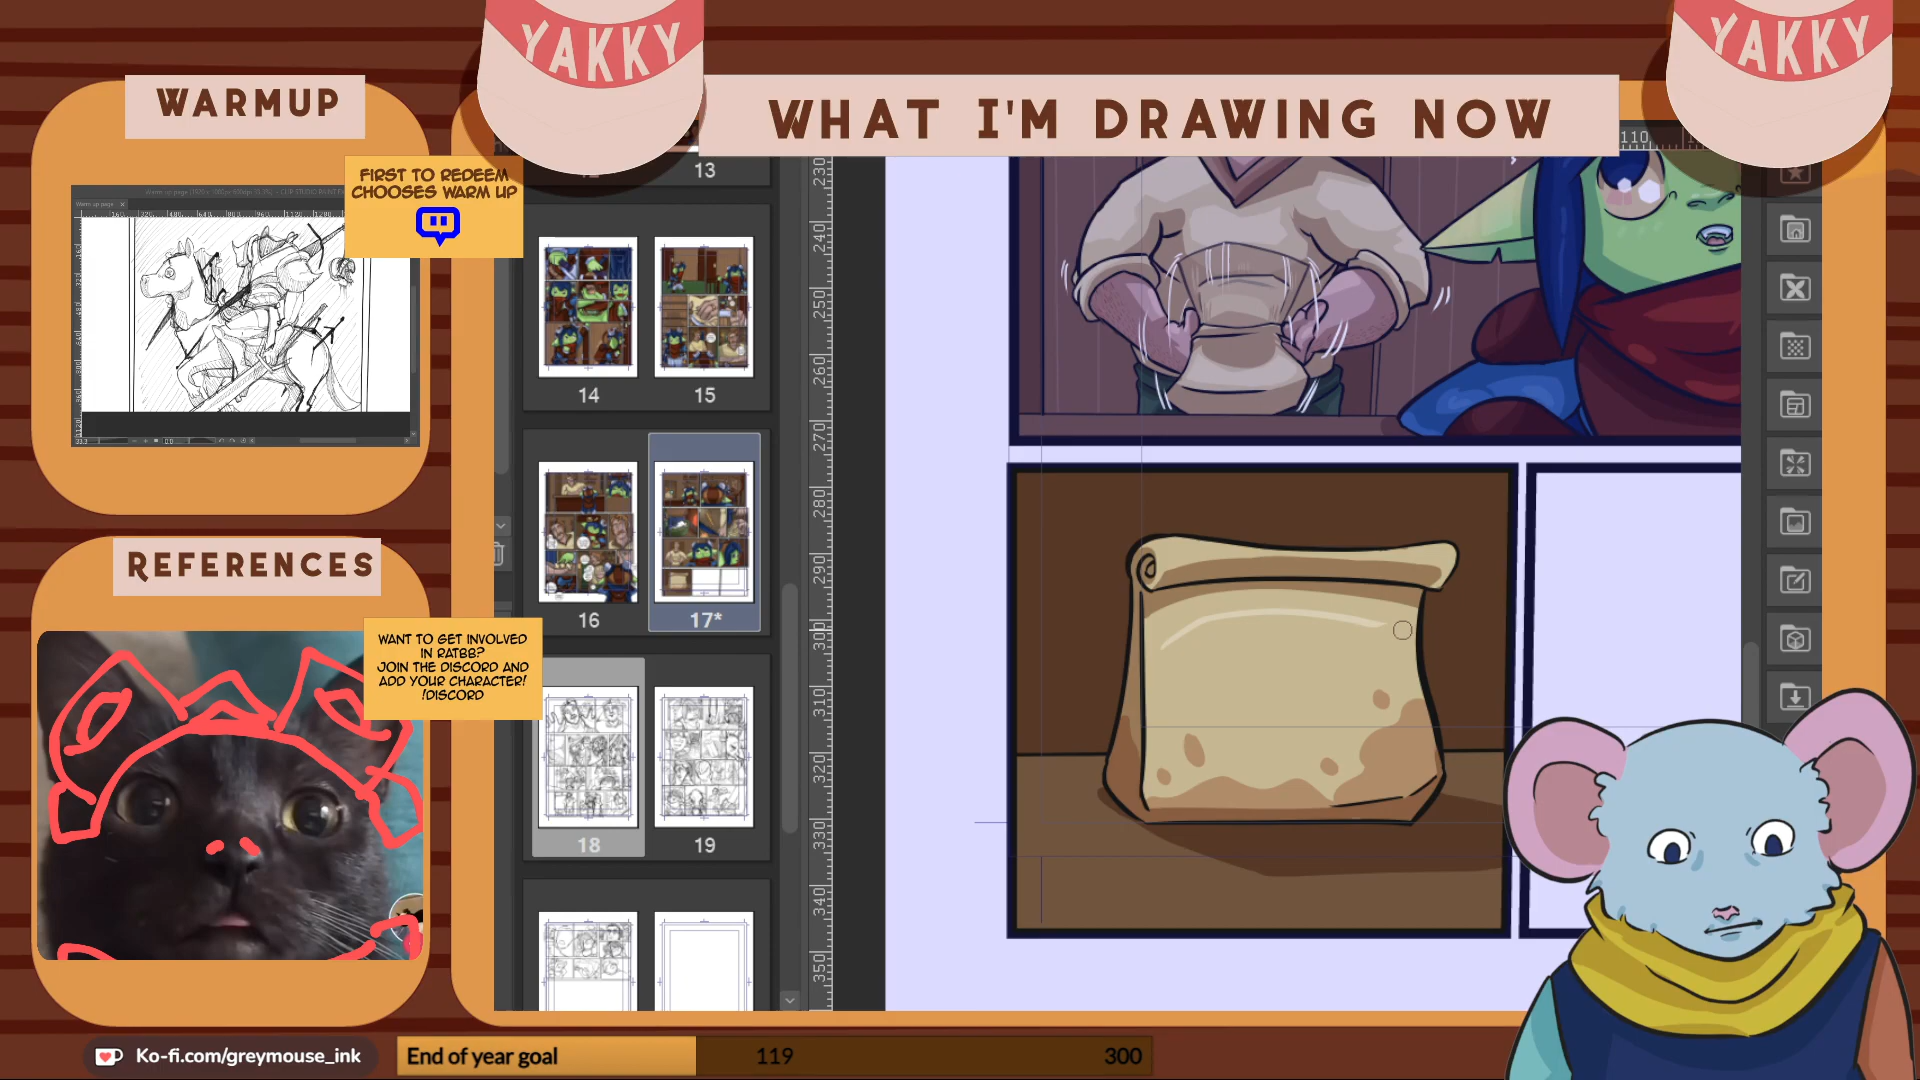 YAKKY
YAKKY
WARMUP
WHAT I'M DRAWING NOW
FIRST TO REDEEM
CHOOSES WARM UP
13
14
15
16
17*
18
19
110
230
240
250
260
270
280
290
300
310
320
330
340
350
REFERENCES
WANT TO GET INVOLVED
IN RATBB?
JOIN THE DISCORD AND
ADD YOUR CHARACTER!
!DISCORD
Ko-fi.com/greymouse_ink
End of year goal
119
300